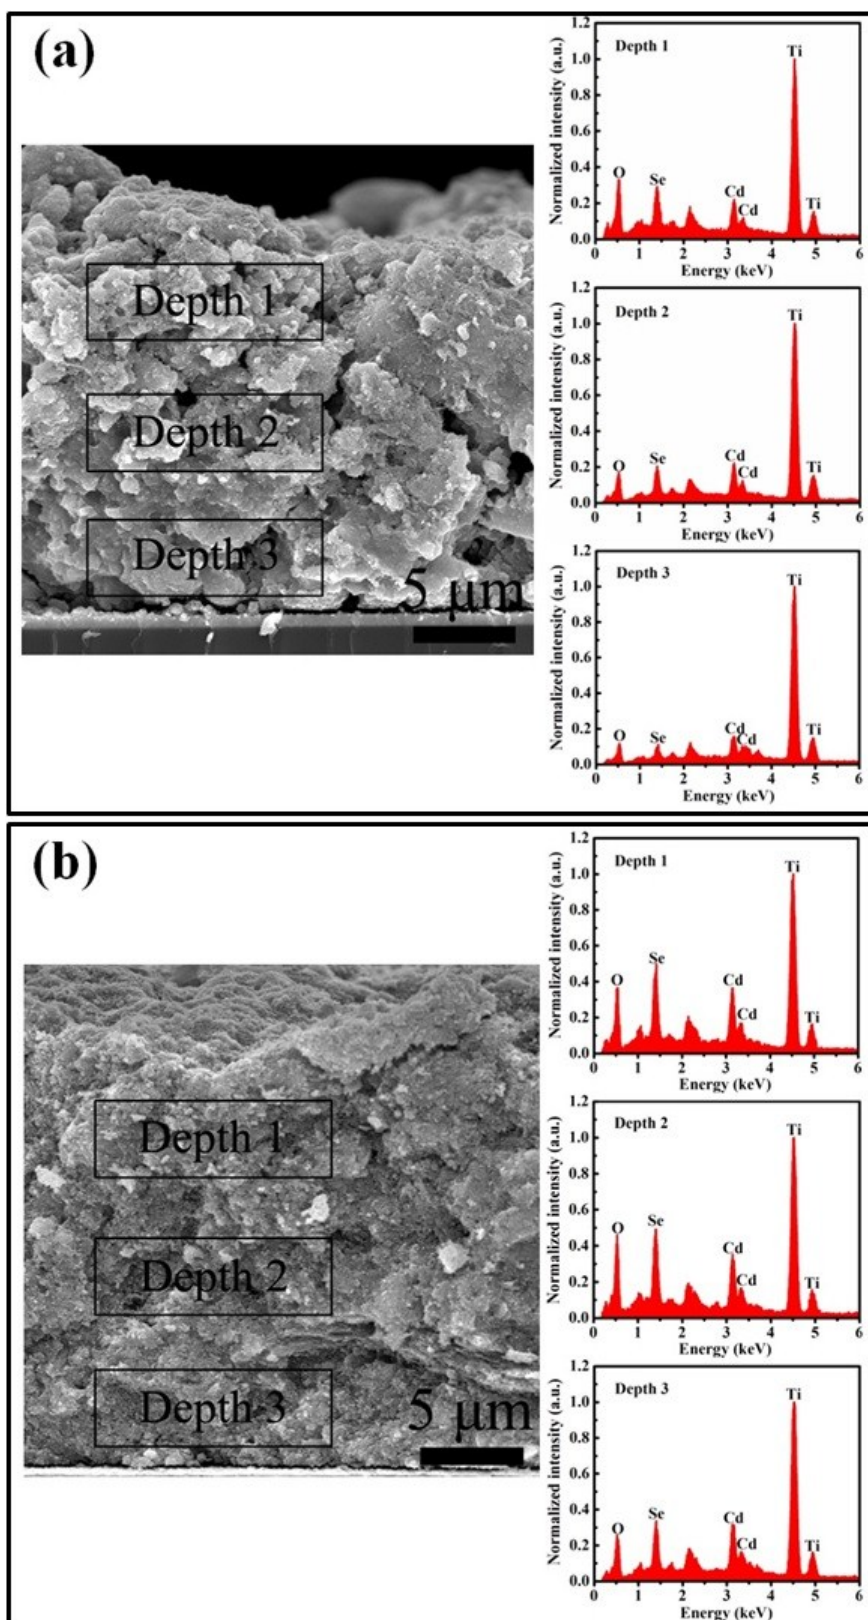 (a)
Depth 1
Depth 2
Depth 3
5 μm
Normalized intensity (a.u.)
1.2
1.0
0.8
0.6
0.4
0.2
0.0
Depth 1
O
Se
Cd
Cd
Ti
Ti
0 1 2 3 4 5 6
Energy (keV)
Normalized intensity (a.u.)
1.2
1.0
0.8
0.6
0.4
0.2
0.0
Depth 2
O
Se
Cd
Cd
Ti
Ti
0 1 2 3 4 5 6
Energy (keV)
Normalized intensity (a.u.)
1.2
1.0
0.8
0.6
0.4
0.2
0.0
Depth 3
O
Se
Cd
Cd
Ti
Ti
0 1 2 3 4 5 6
Energy (keV)
(b)
Depth 1
Depth 2
Depth 3
5 μm
Normalized intensity (a.u.)
1.2
1.0
0.8
0.6
0.4
0.2
0.0
Depth 1
O
Se
Cd
Cd
Ti
Ti
0 1 2 3 4 5 6
Energy (keV)
Normalized intensity (a.u.)
1.2
1.0
0.8
0.6
0.4
0.2
0.0
Depth 2
O
Se
Cd
Cd
Ti
Ti
0 1 2 3 4 5 6
Energy (keV)
Normalized intensity (a.u.)
1.2
1.0
0.8
0.6
0.4
0.2
0.0
Depth 3
O
Se
Cd
Cd
Ti
Ti
0 1 2 3 4 5 6
Energy (keV)